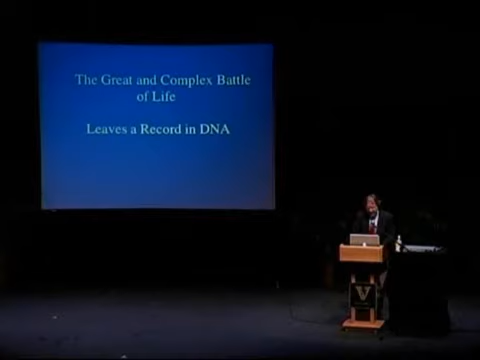 The Great and Complex Battle
of Life
Leaves a Record in DNA
V